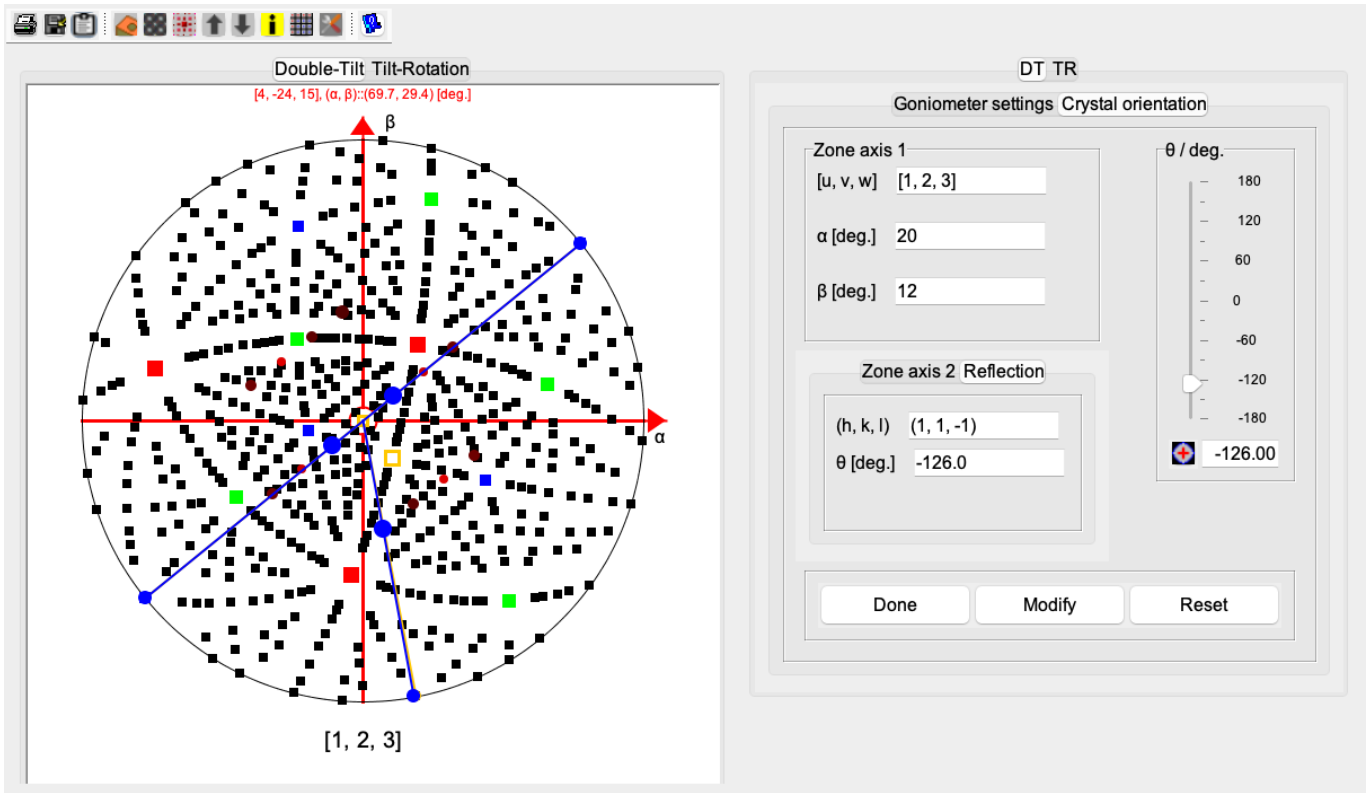 Double-Tilt Tilt-Rotation
[4, -24, 15], (α, β)::(69.7, 29.4) [deg.]
β
α
[1, 2, 3]
DT TR
Goniometer settings Crystal orientation
Zone axis 1
[u, v, w] [1, 2, 3]
α [deg.] 20
β [deg.] 12
Zone axis 2 Reflection
(h, k, l) (1, 1, -1)
θ [deg.] -126.0
θ / deg.
180
120
60
0
-60
-120
-180
-126.00
Done Modify Reset